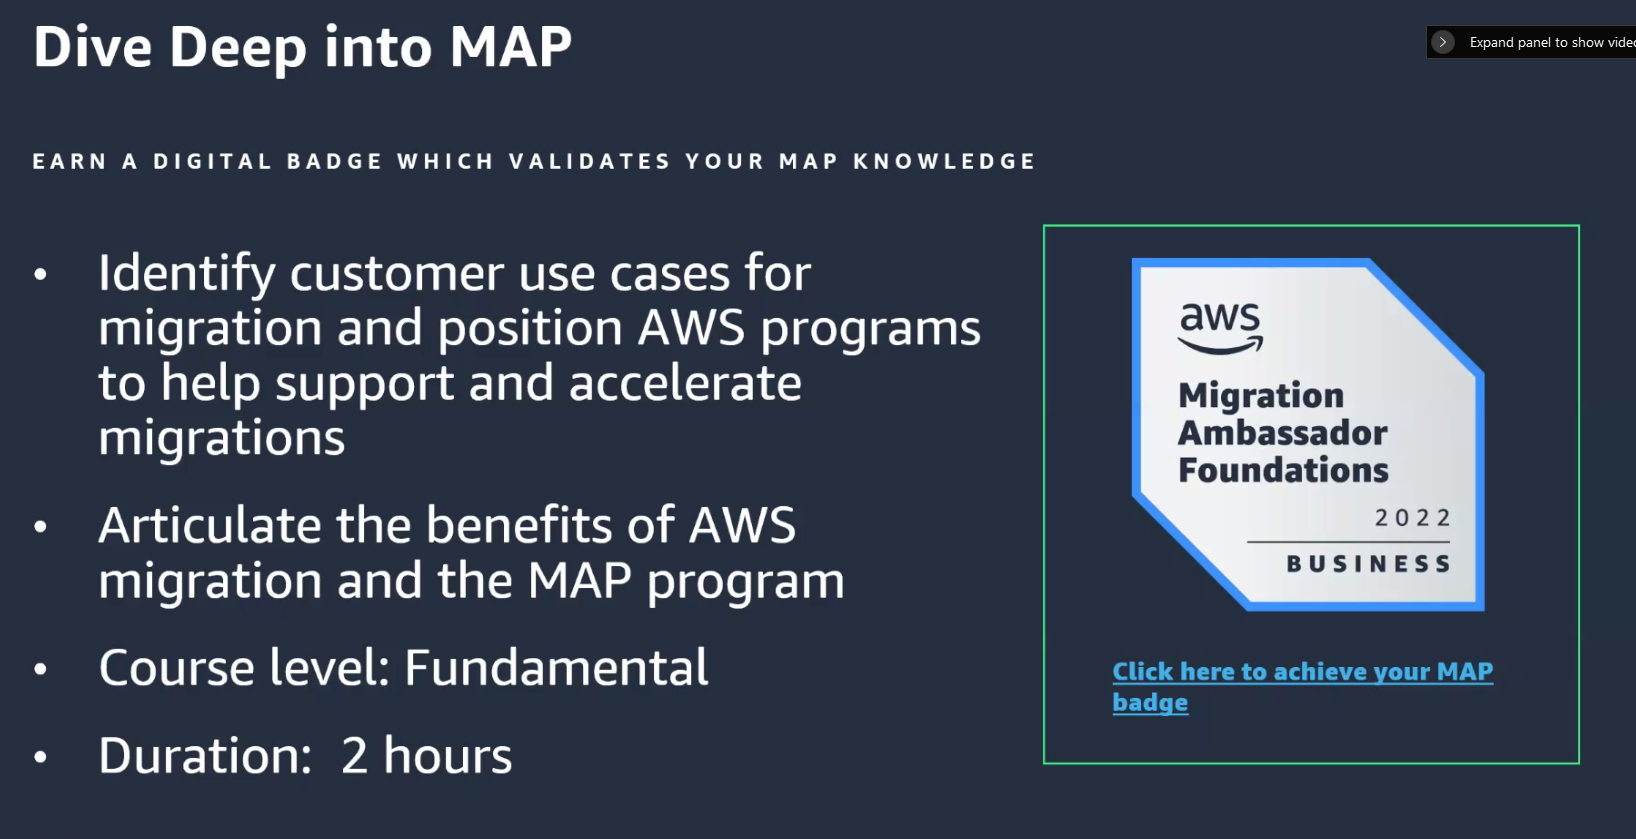 Dive Deep into MAP
Expand panel to show
EARN A DIGITAL BADGE WHICH VALIDATES YOUR MAP KNOWLEDGE
• Identify customer use cases for
migration and position AWS programs
to help support and accelerate
migrations
• Articulate the benefits of AWS
migration and the MAP program
• Course level: Fundamental
• Duration: 2 hours
aws
Migration
Ambassador
Foundations
2022
BUSINESS
Click here to achieve your MAP
badge